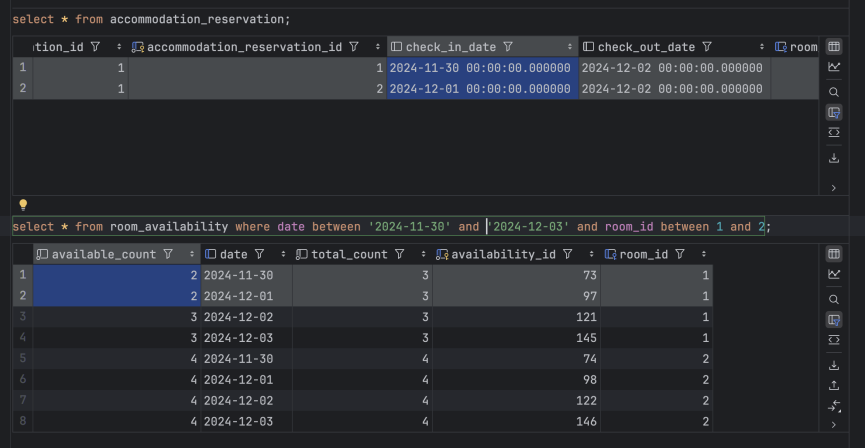 select * from accommodation_reservation;
tion_id accommodation_reservation_id check_in_date check_out_date room
1 1 1 2024-11-30 00:00:00.000000 2024-12-02 00:00:00.000000
2 1 2 2024-12-01 00:00:00.000000 2024-12-02 00:00:00.000000
select * from room_availability where date between '2024-11-30' and '2024-12-03' and room_id between 1 and 2;
available_count date total_count availability_id room_id
1 2 2024-11-30 3 73 1
2 2 2024-12-01 3 97 1
3 3 2024-12-02 3 121 1
4 3 2024-12-03 3 145 1
5 4 2024-11-30 4 74 2
6 4 2024-12-01 4 98 2
7 4 2024-12-02 4 122 2
8 4 2024-12-03 4 146 2